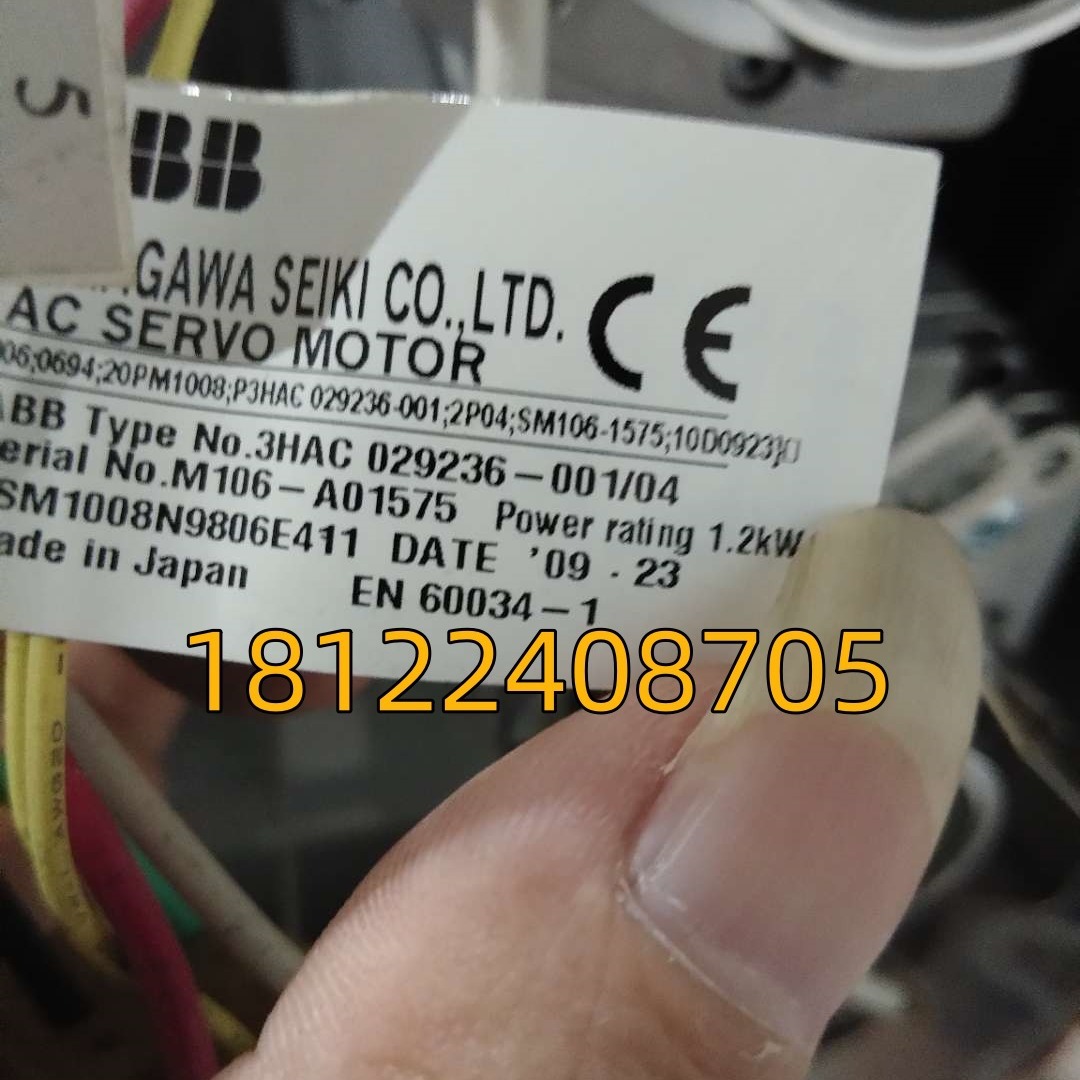 5
BB
GAWA SEIKI CO.,LTD.
AC SERVO MOTOR
06;0694;20PM1008;P3HAC 029236-001;2P04;SM106-1575;10D0923
BB Type No.3HAC 029236-001/04
erial No.M106-A01575 Power rating 1.2kW
SM1008N9806E411 DATE '09 . 23
ade in Japan EN 60034-1
CE
18122408705